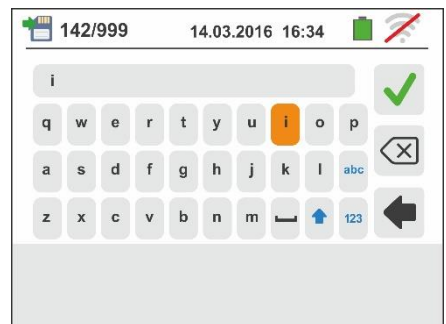 142/999 14.03.2016 16:34
i
q w e r t y u i o p
a s d f g h j k l abc
z x c v b n m 123